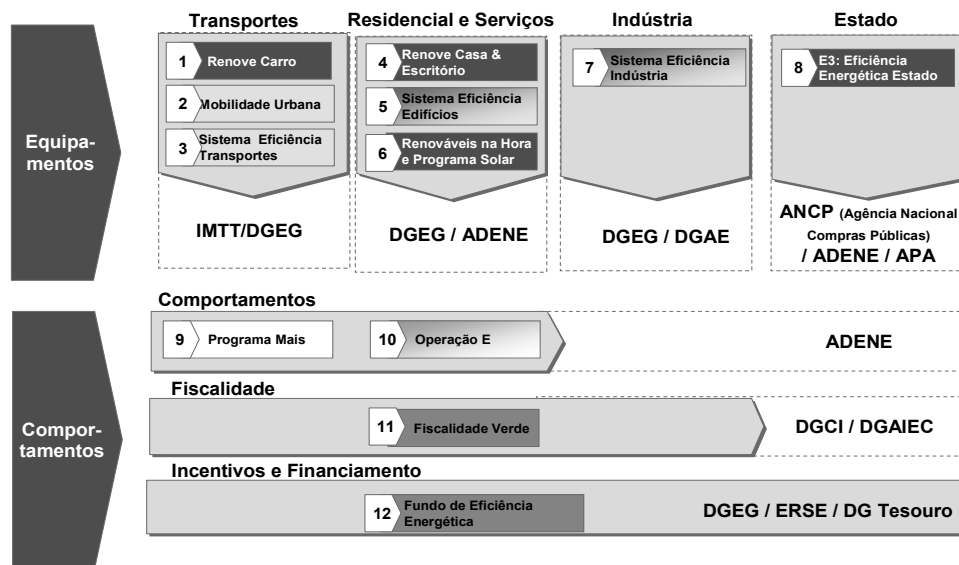 Transportes
Residencial e Serviços
Indústria
Estado
Equipa-
mentos
1 Renove Carro
2 Mobilidade Urbana
3 Sistema Eficiência
Transportes
4 Renove Casa &
Escritório
5 Sistema Eficiência
Edifícios
6 Renováveis na Hora
e Programa Solar
7 Sistema Eficiência
Indústria
8 E3: Eficiência
Energética Estado
IMTT/DGEG
DGEG / ADENE
DGEG / DGAE
ANCP (Agência Nacional
Compras Públicas)
/ ADENE / APA
Compor-
tamentos
Comportamentos
9 Programa Mais
10 Operação E
ADENE
Fiscalidade
11 Fiscalidade Verde
DGCI / DGAIEC
Incentivos e Financiamento
12 Fundo de Eficiência
Energética
DGEG / ERSE / DG Tesouro